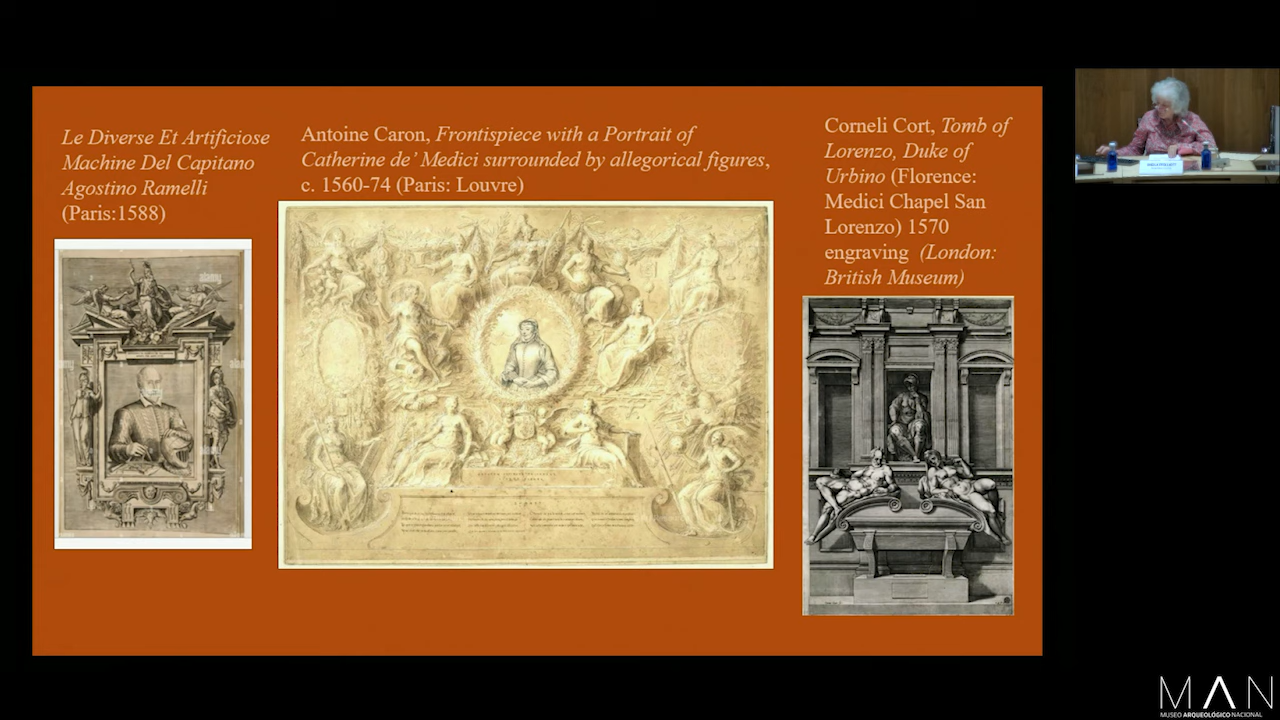 Le Diverse Et Artificiose
Machine Del Capitano
Agostino Ramelli
(Paris:1588)
Antoine Caron, Frontispiece with a Portrait of
Catherine de’ Medici surrounded by allegorical figures,
c. 1560-74 (Paris: Louvre)
Corneli Cort, Tomb of
Lorenzo, Duke of
Urbino (Florence:
Medici Chapel San
Lorenzo) 1570
engraving (London:
British Museum)
MAN
MUSEO ARQUEOLÓGICO NACIONAL